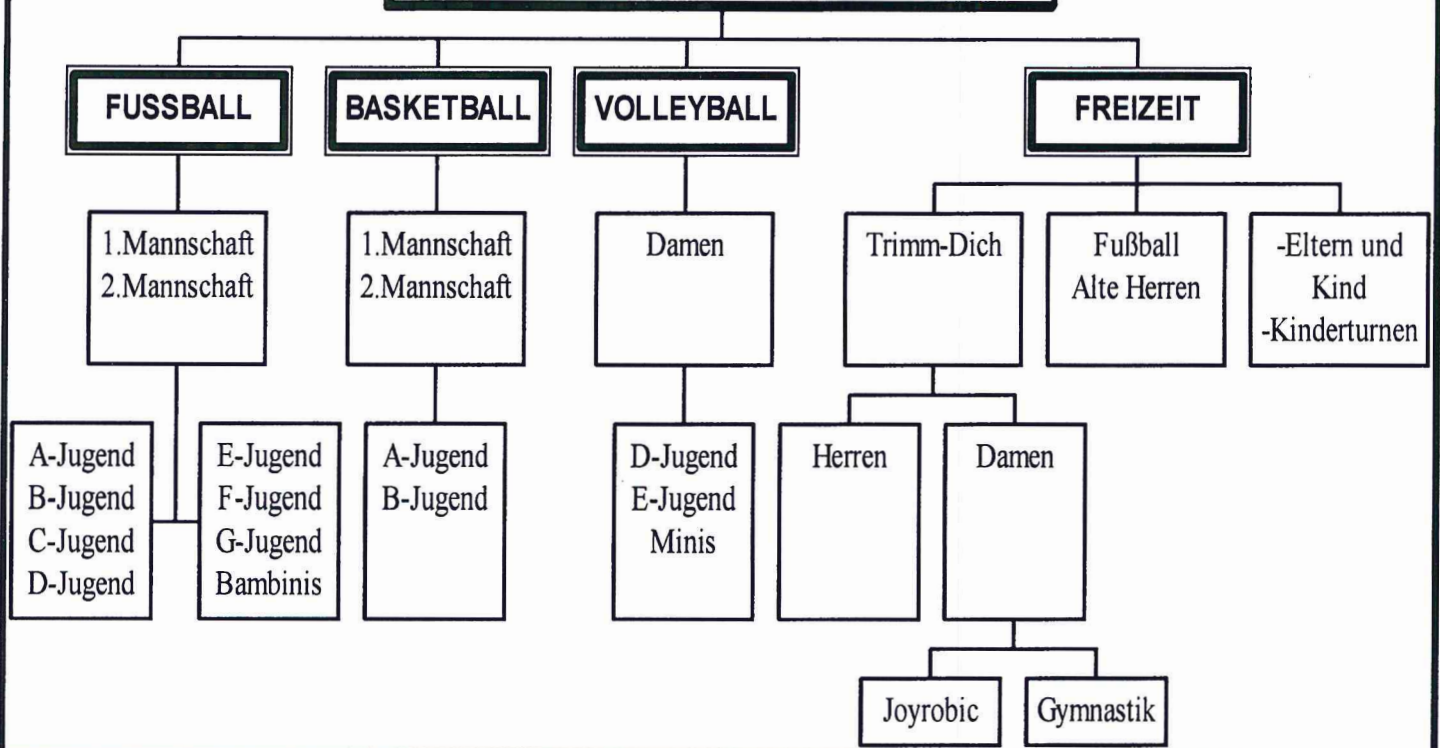 FUSSBALL
BASKETBALL
VOLLEYBALL
FREIZEIT
1.Mannschaft
2.Mannschaft
1.Mannschaft
2.Mannschaft
Damen
Trimm-Dich
Fußball
Alte Herren
-Eltern und
Kind
-Kinderturnen
A-Jugend
B-Jugend
C-Jugend
D-Jugend
E-Jugend
F-Jugend
G-Jugend
Bambinis
A-Jugend
B-Jugend
D-Jugend
E-Jugend
Minis
Herren
Damen
Joyrobic
Gymnastik